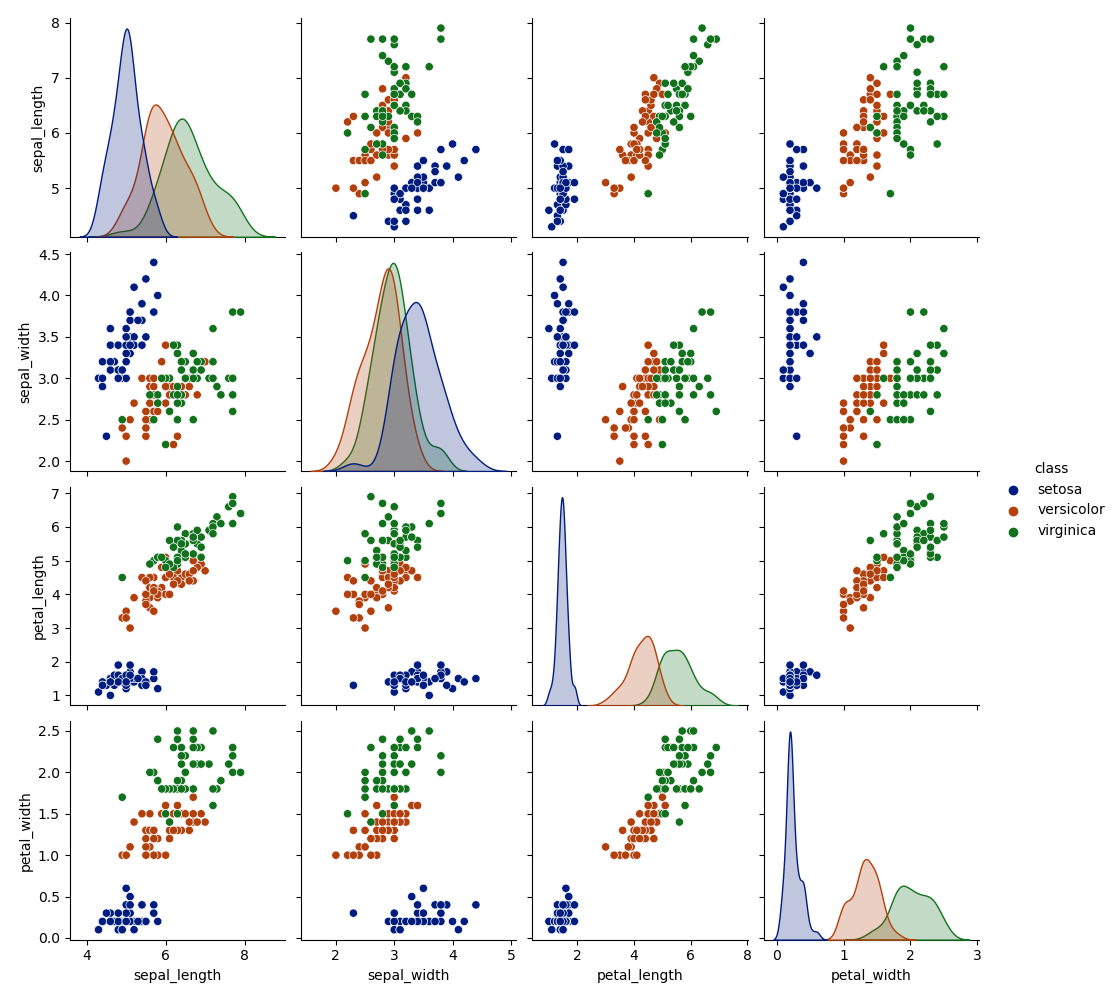 sepal_length
8
7
6
5
sepal_width
4.5
4.0
3.5
3.0
2.5
2.0
petal_length
7
6
5
4
3
2
1
petal_width
2.5
2.0
1.5
1.0
0.5
0.0
4 6 8
sepal_length
2 3 4 5
sepal_width
2 4 6 8
petal_length
0 1 2 3
petal_width
class
setosa
versicolor
virginica